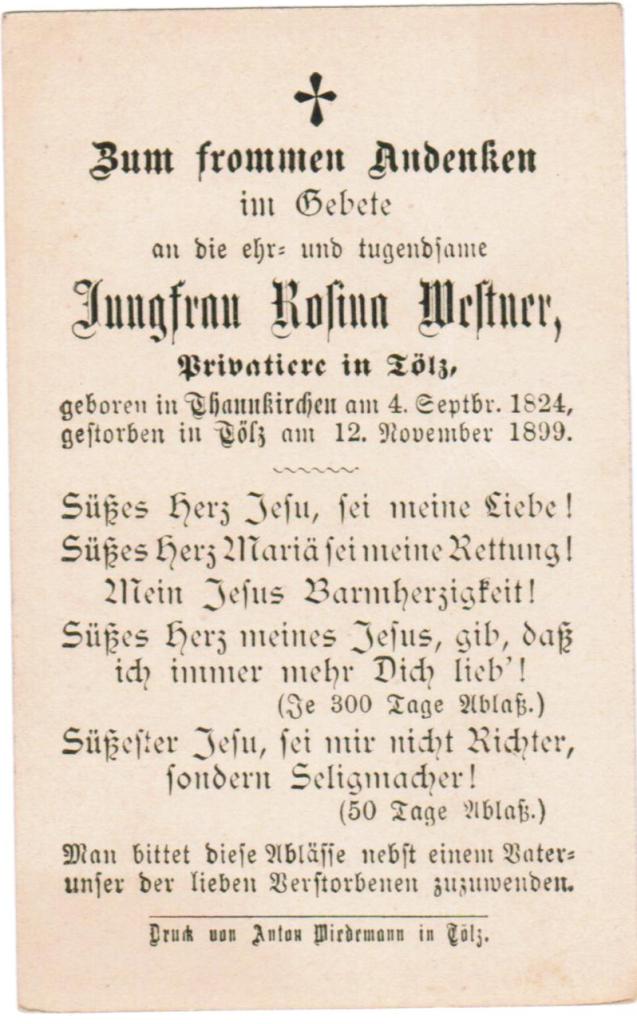 Zum frommen Andenken
im Gebete
an die ehr- und tugendsame
Jungfrau Rosina Westner,
Privatiere in Tölz,
geboren in Thannkirchen am 4. Septbr. 1824,
gestorben in Tölz am 12. November 1899.
Süßes Herz Jesu, sei meine Liebe!
Süßes Herz Mariä sei meine Rettung!
Mein Jesus Barmherzigkeit!
Süßes Herz meines Jesus, gib, daß
ich immer mehr Dich lieb'!
(Je 300 Tage Ablaß.)
Süßester Jesu, sei mir nicht Richter,
sondern Seligmacher!
(50 Tage Ablaß.)
Man bittet diese Ablässe nebst einem Vater-
unser der lieben Verstorbenen zuzuwenden.
Druck von Anton Wiedemann in Tölz.